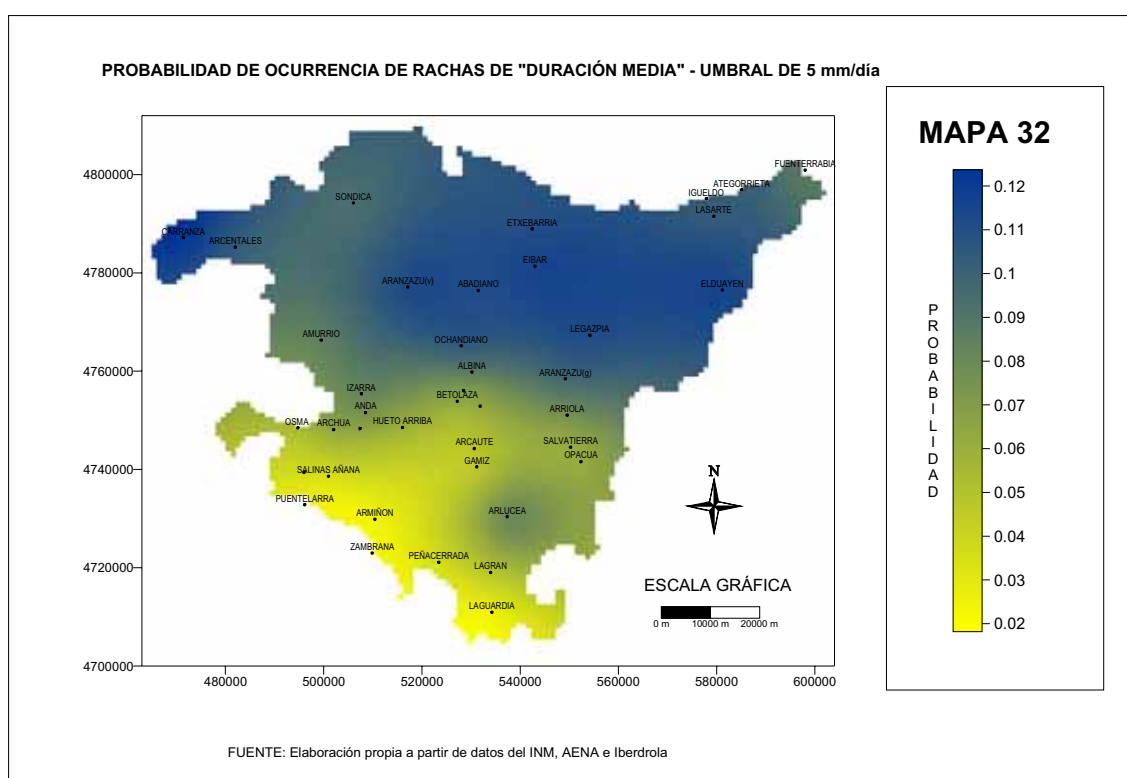 PROBABILIDAD DE OCURRENCIA DE RACHAS DE "DURACIÓN MEDIA" - UMBRAL DE 5 mm/día
MAPA 32
4800000
4780000
4760000
4740000
4720000
4700000
480000
500000
520000
540000
560000
580000
600000
FUENTERRABIA
ATEGORRIETA
IGUELDO
LASARTE
SONDICA
ETXEBARRIA
CARRANZA
ARCENTALES
EIBAR
ARANZAZU(v)
ABADIANO
ELDUAYEN
LEGAZPIA
AMURRIO
OCHANDIANO
ALBINA
ARANZAZU(g)
IZARRA
BETOLAZA
ANDA
ARRIOLA
OSMA
ARCHUA
HUETO ARRIBA
ARCAUTE
SALVATIERRA
OPACUA
GAMIZ
SALINAS AÑANA
PUENTELARRA
ARMIÑON
ARLUCEA
ZAMBRANA
PEÑACERRADA
LAGRAN
LAGUARDIA
N
ESCALA GRÁFICA
0 m
10000 m
20000 m
PROBABILIDAD
0.12
0.11
0.1
0.09
0.08
0.07
0.06
0.05
0.04
0.03
0.02
FUENTE: Elaboración propia a partir de datos del INM, AENA e Iberdrola